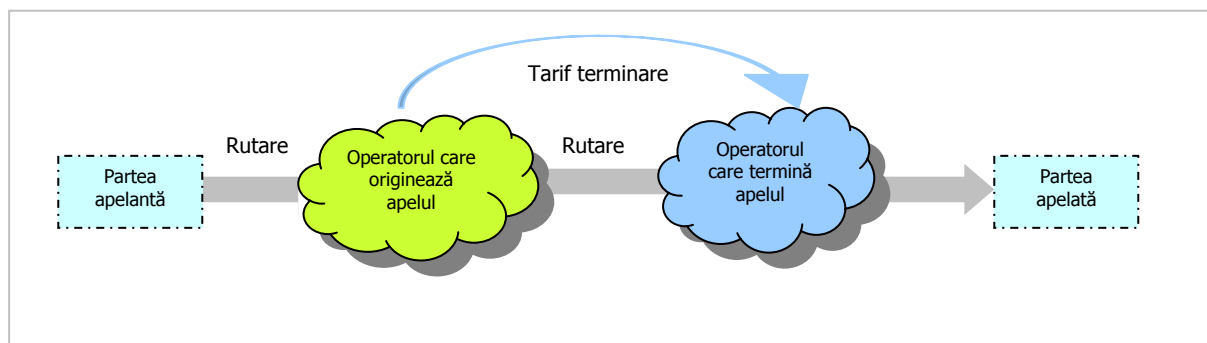 Tarif terminare
Rutare
Rutare
Partea
apelantă
Operatorul care
originează
apelul
Operatorul
care termină
apelul
Partea
apelată